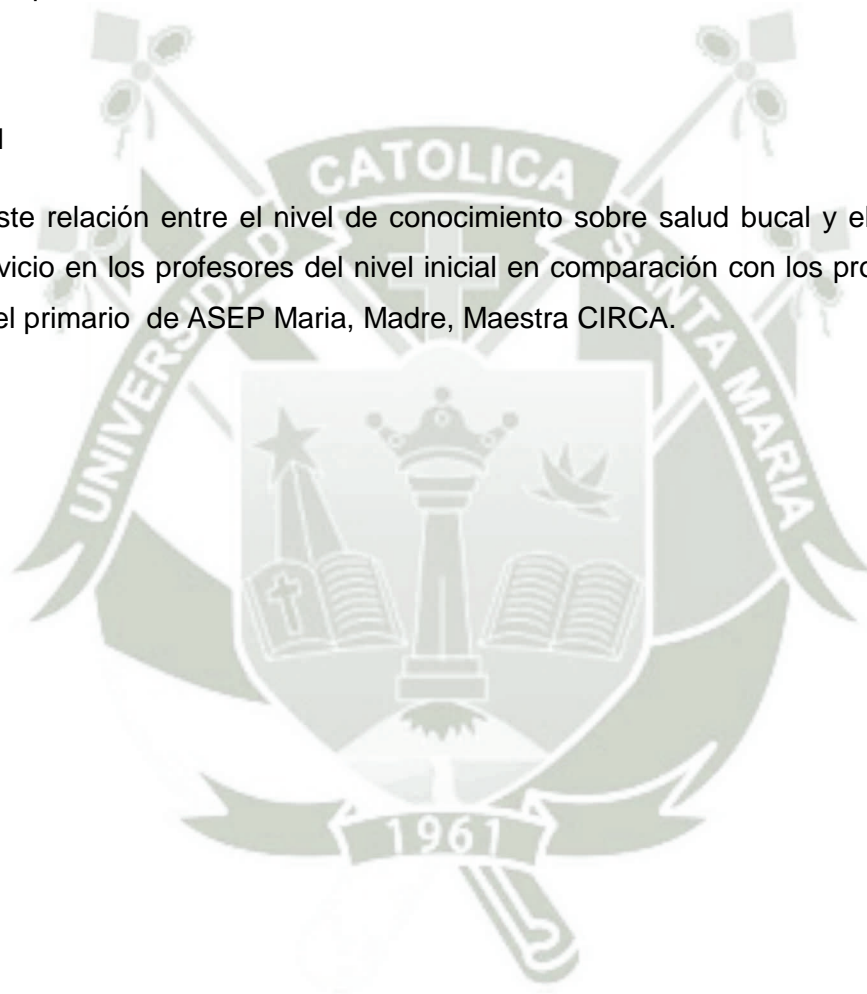 ste relación entre el nivel de conocimiento sobre salud bucal y el
vicio en los profesores del nivel inicial en comparación con los pro
el primario de ASEP Maria, Madre, Maestra CIRCA.
UNIVERSIDAD CATOLICA SANTA MARIA
1961